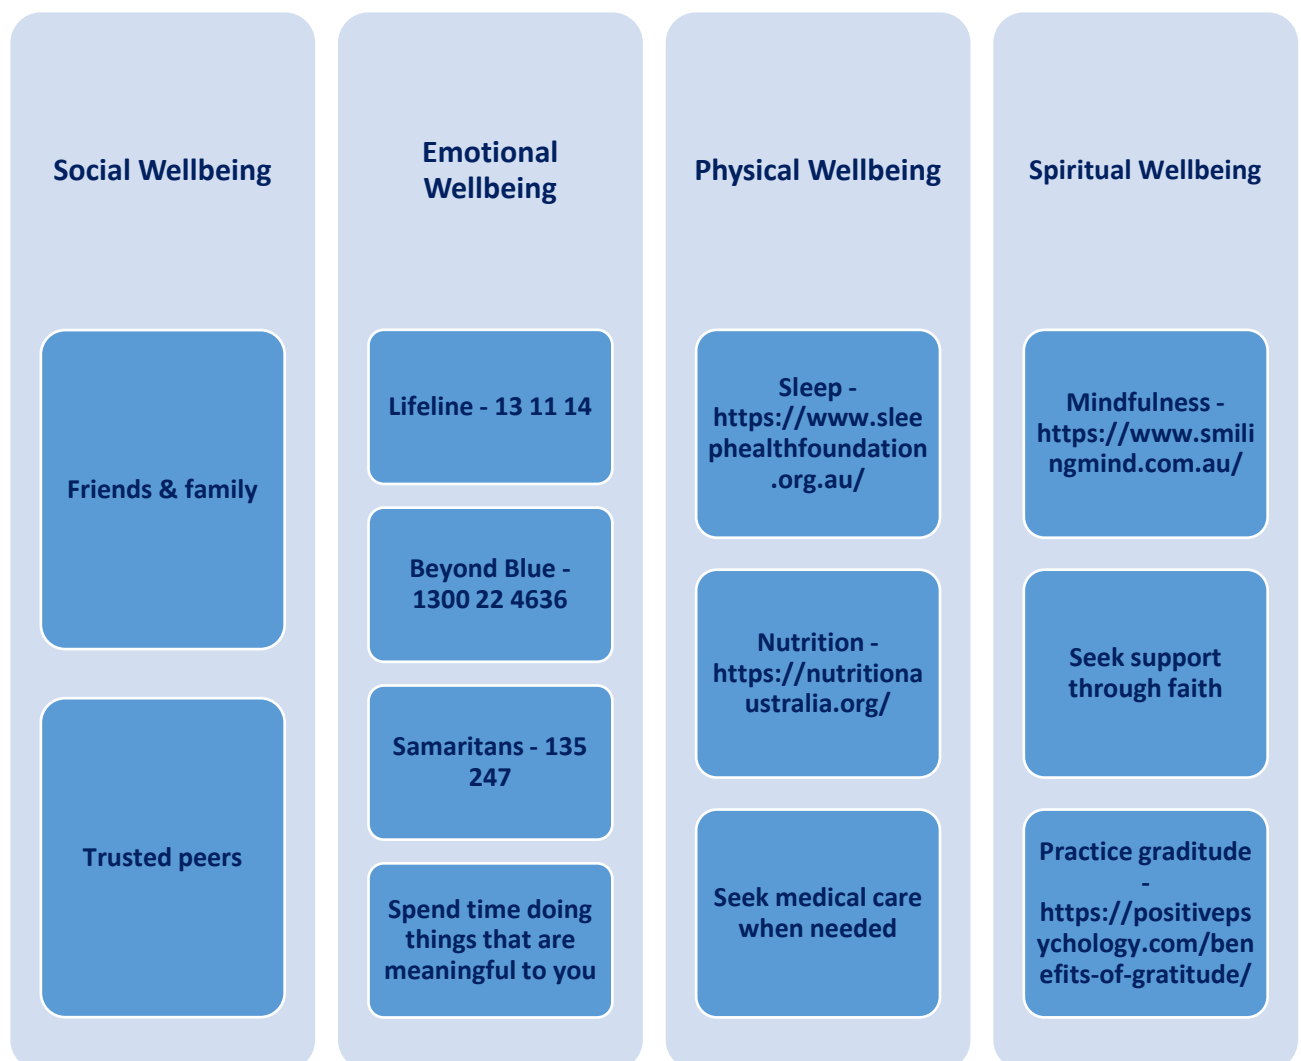 Social Wellbeing
Friends & family
Trusted peers
Emotional
Wellbeing
Lifeline - 13 11 14
Beyond Blue -
1300 22 4636
Samaritans - 135
247
Spend time doing
things that are
meaningful to you
Physical Wellbeing
Sleep -
https://www.slee
phealthfoundation
.org.au/
Nutrition -
https://nutritiona
ustralia.org/
Seek medical care
when needed
Spiritual Wellbeing
Mindfulness -
https://www.smili
ngmind.com.au/
Seek support
through faith
Practice graditude
-
https://positiveps
ychology.com/ben
efits-of-gratitude/